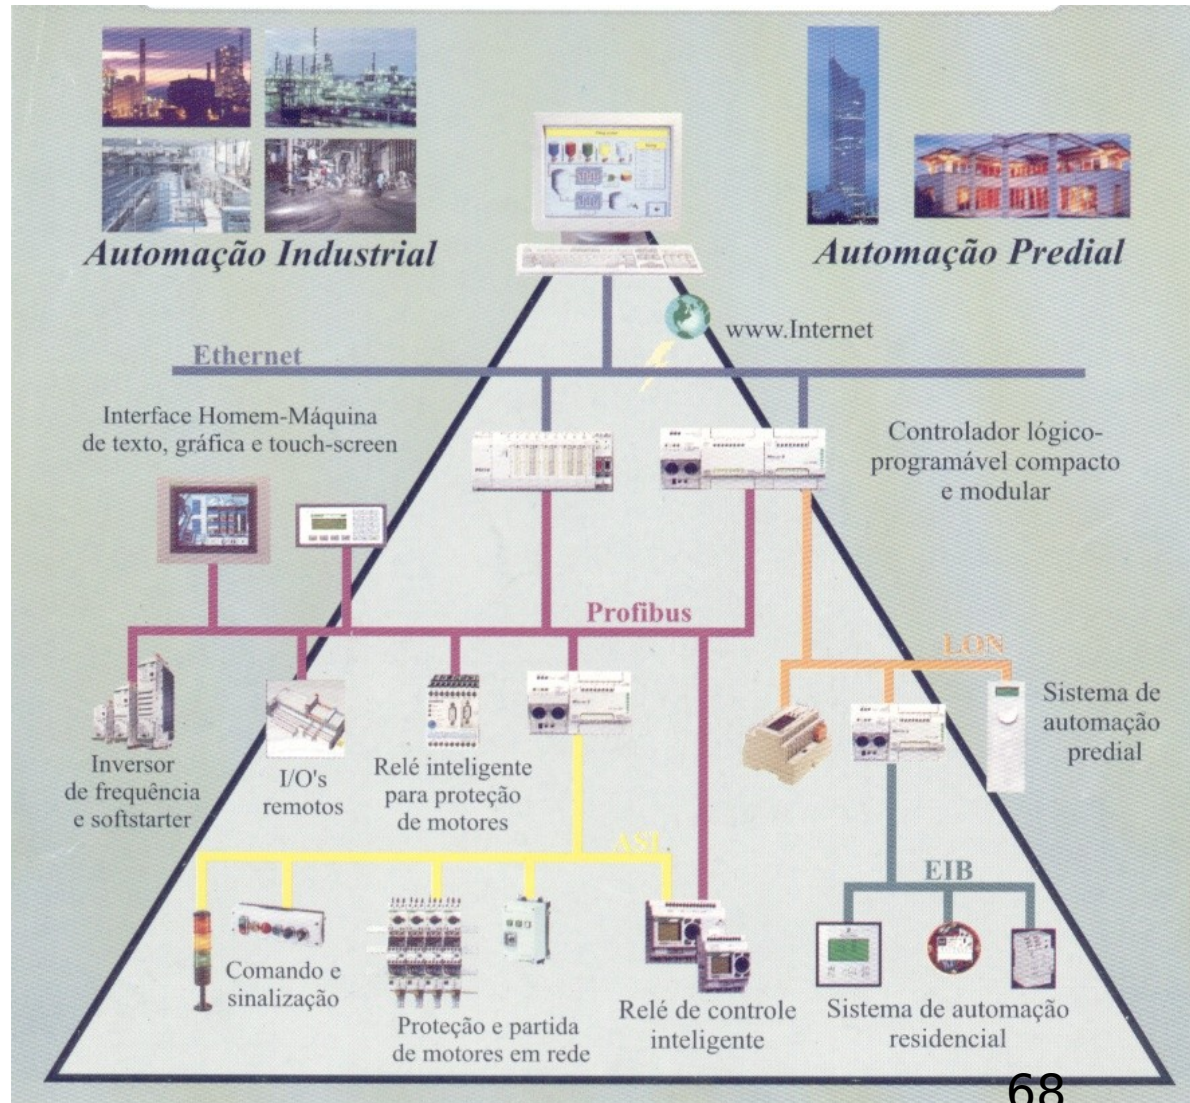 Automação Industrial
Automação Predial
www.Internet
Ethernet
Interface Homem-Máquina
de texto, gráfica e touch-screen
Controlador lógico-
programável compacto
e modular
Profibus
LON
Sistema de
automação
predial
Inversor
de frequência
e softstarter
I/O's
remotos
Relé inteligente
para proteção
de motores
ASI
EIB
Comando e
sinalização
Proteção e partida
de motores em rede
Relé de controle
inteligente
Sistema de automação
residencial
68